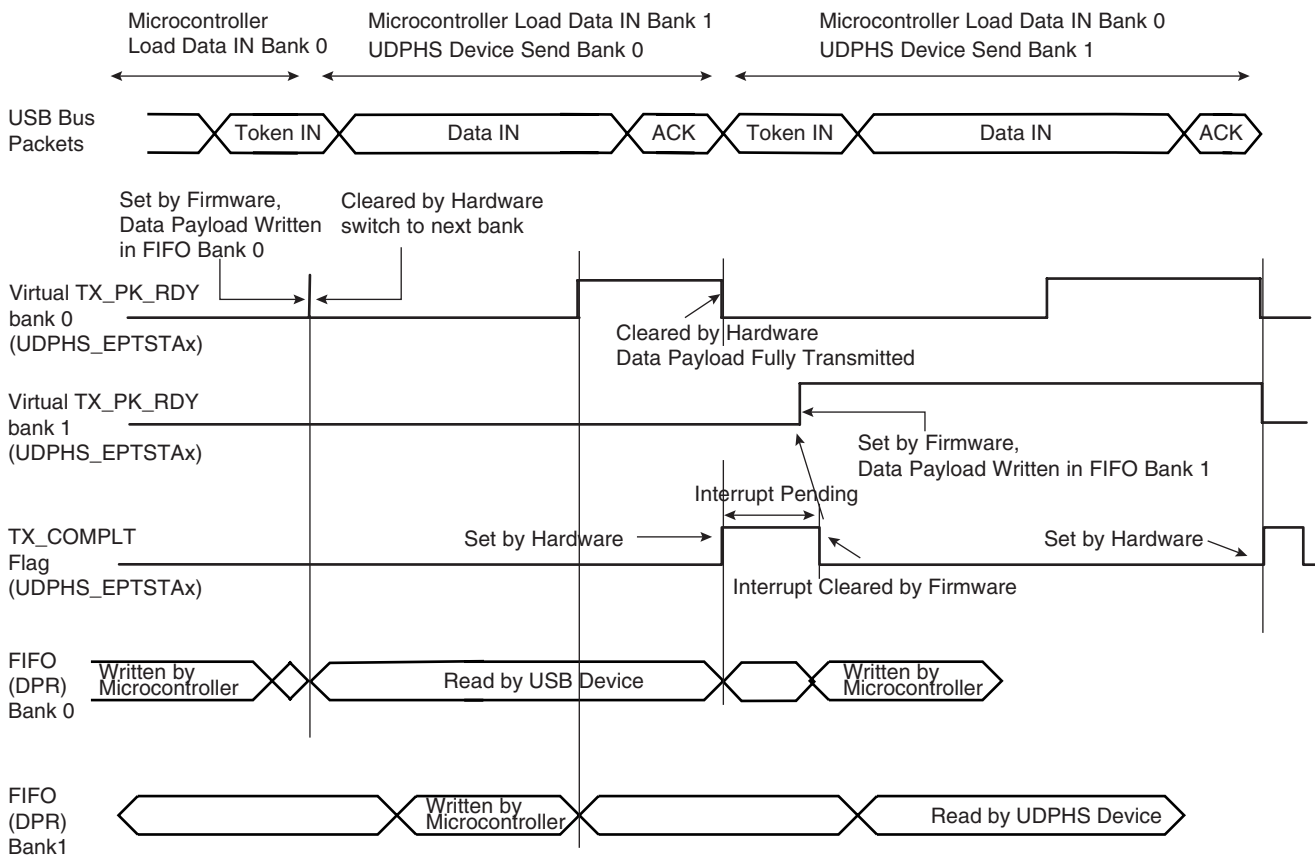 Microcontroller
Load Data IN Bank 0
Microcontroller Load Data IN Bank 1
UDPHS Device Send Bank 0
Microcontroller Load Data IN Bank 0
UDPHS Device Send Bank 1
USB Bus
Packets
Token IN
Data IN
ACK
Token IN
Data IN
ACK
Set by Firmware,
Data Payload Written
in FIFO Bank 0
Cleared by Hardware
switch to next bank
Virtual TX_PK_RDY
bank 0
(UDPHS_EPTSTAx)
Cleared by Hardware
Data Payload Fully Transmitted
Virtual TX_PK_RDY
bank 1
(UDPHS_EPTSTAx)
Set by Firmware,
Data Payload Written in FIFO Bank 1
Interrupt Pending
TX_COMPLT
Flag
(UDPHS_EPTSTAx)
Set by Hardware
Set by Hardware
Interrupt Cleared by Firmware
FIFO
(DPR)
Bank 0
Written by
Microcontroller
Read by USB Device
Written by
Microcontroller
FIFO
(DPR)
Bank1
Written by
Microcontroller
Read by UDPHS Device